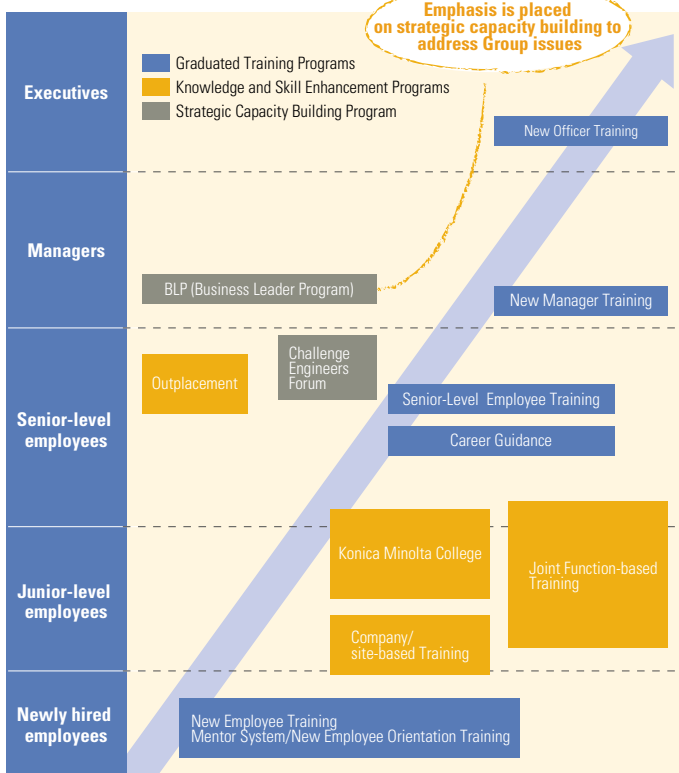 Emphasis is placed
on strategic capacity building to
address Group issues
Graduated Training Programs
Knowledge and Skill Enhancement Programs
Strategic Capacity Building Program
Executives
New Officer Training
Managers
BLP (Business Leader Program)
New Manager Training
Senior-level
employees
Outplacement
Challenge
Engineers
Forum
Senior-Level Employee Training
Career Guidance
Junior-level
employees
Konica Minolta College
Joint Function-based
Training
Company/
site-based Training
Newly hired
employees
New Employee Training
Mentor System/New Employee Orientation Training